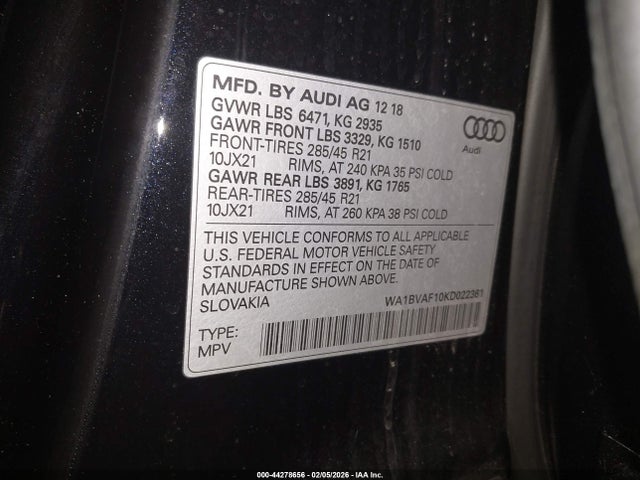 MFD. BY AUDI AG 12 18
GVWR LBS 6471, KG 2935
GAWR FRONT LBS 3329, KG 1510
FRONT-TIRES 285/45 R21
10JX21 RIMS, AT 240 KPA 35 PSI COLD
GAWR REAR LBS 3891, KG 1765
REAR-TIRES 285/45 R21
10JX21 RIMS, AT 260 KPA 38 PSI COLD
Audi
THIS VEHICLE CONFORMS TO ALL APPLICABLE
U.S. FEDERAL MOTOR VEHICLE SAFETY
STANDARDS IN EFFECT ON THE DATE OF
MANUFACTURE SHOWN ABOVE.
SLOVAKIA WA1BVAF10KD022361
TYPE:
MPV
000-44278656 - 02/05/2026 - IAA Inc.